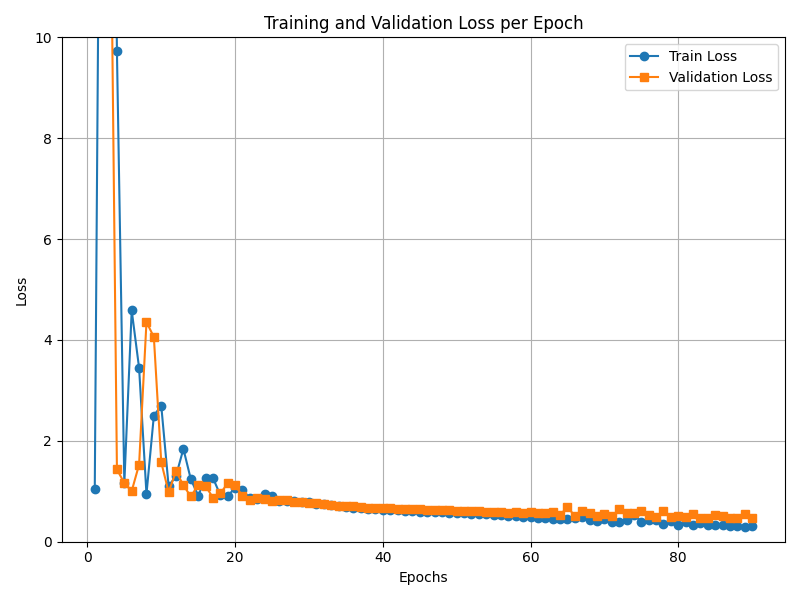 Training and Validation Loss per Epoch
Train Loss
Validation Loss
Loss
10
8
6
4
2
0
0 20 40 60 80
Epochs